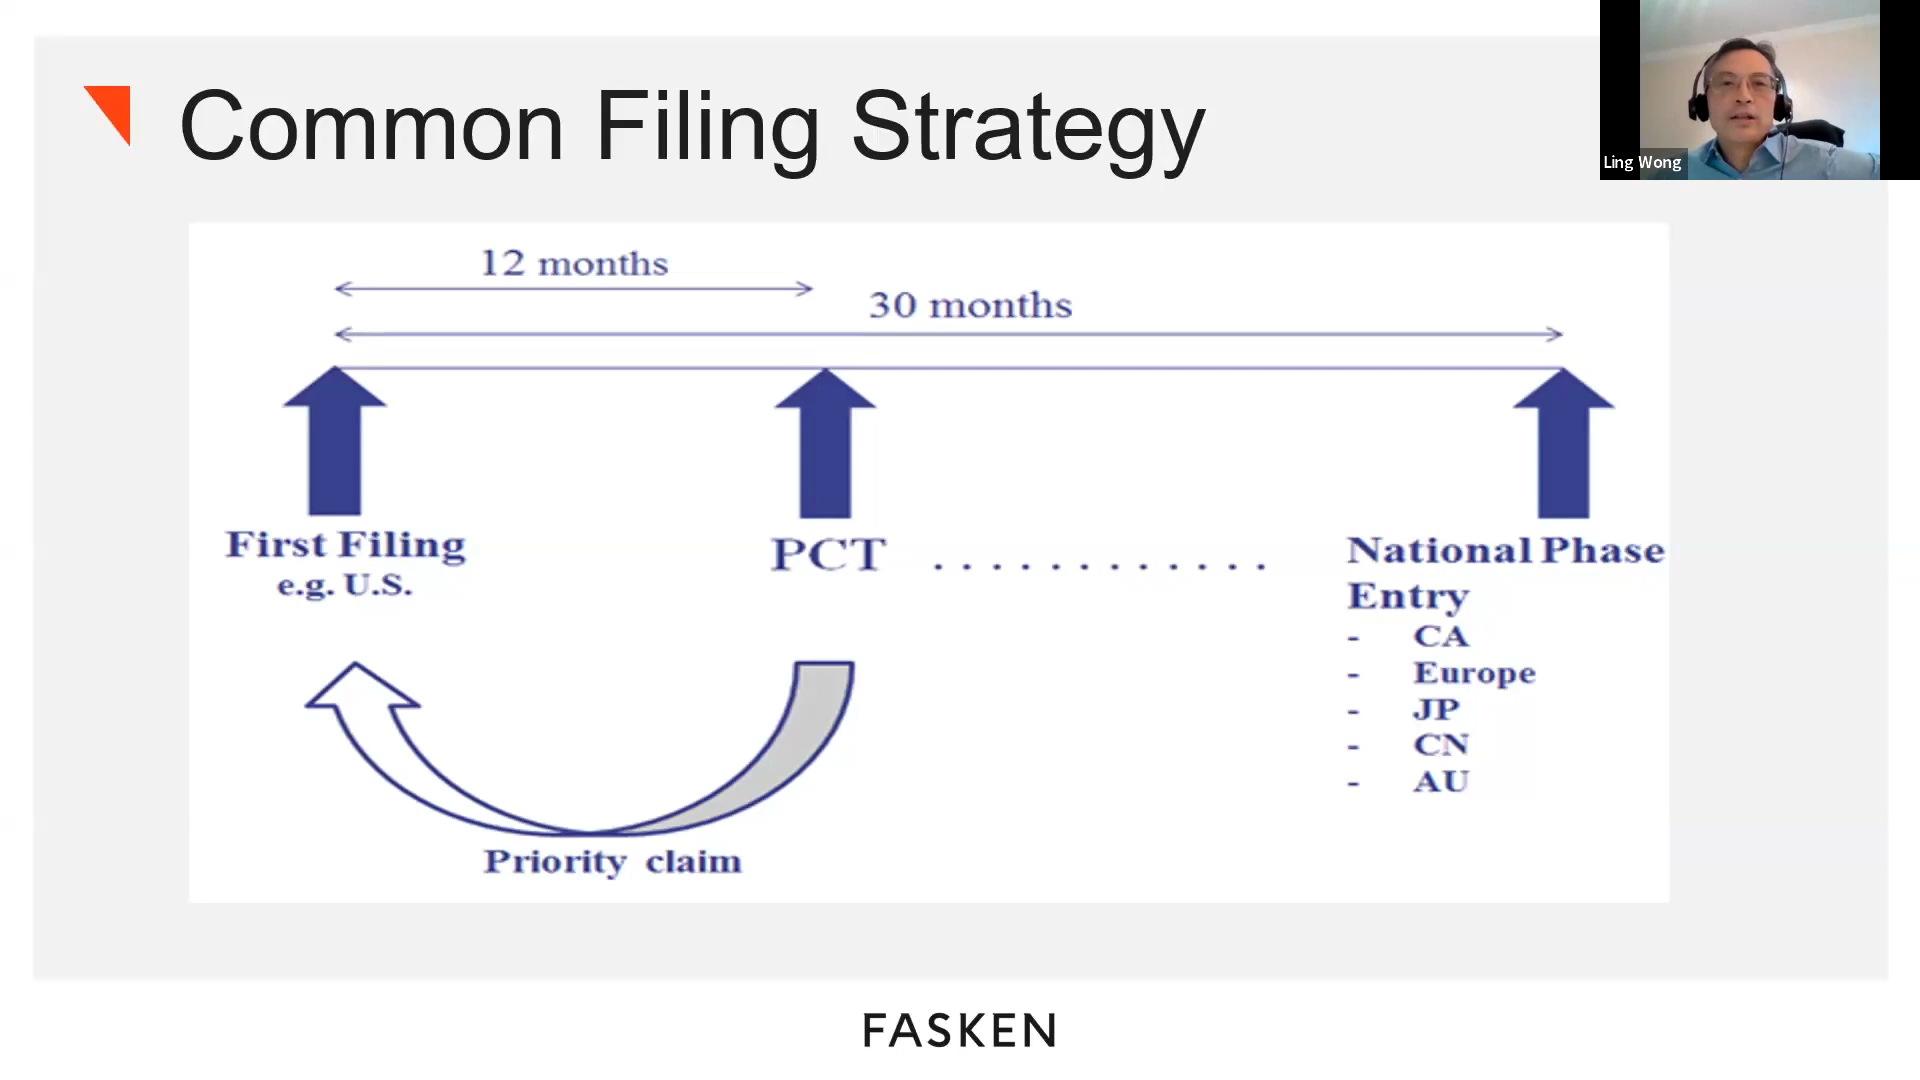 Common Filing Strategy
Ling Wong
12 months
30 months
First Filing
e.g. U.S.
PCT
............
National Phase
Entry
- CA
- Europe
- JP
- CN
- AU
Priority claim
FASKEN